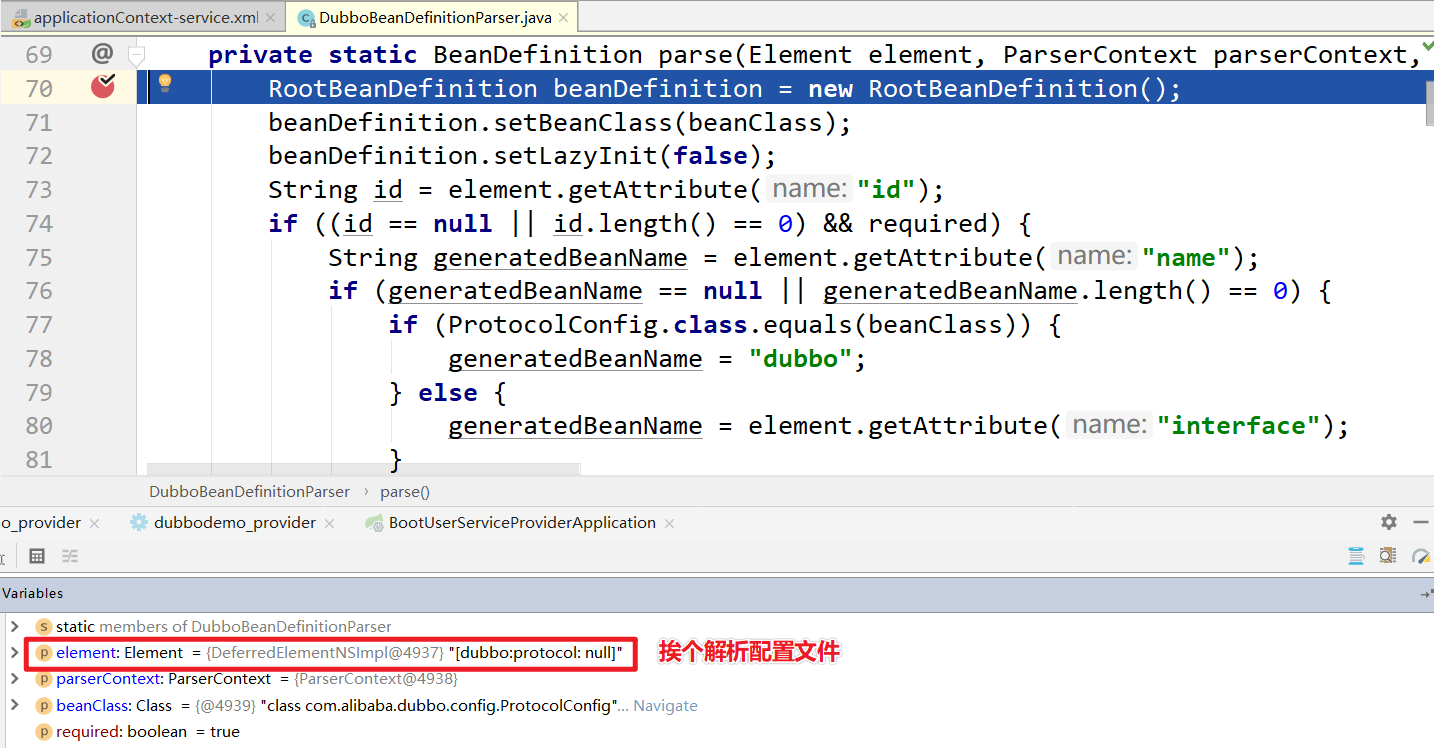 applicationContext-service.xml
DubboBeanDefinitionParser.java
69 @ private static BeanDefinition parse(Element element, ParserContext parserContext,
70 RootBeanDefinition beanDefinition = new RootBeanDefinition();
71 beanDefinition.setBeanClass(beanClass);
72 beanDefinition.setLazyInit(false);
73 String id = element.getAttribute( name: "id");
74 if ((id == null || id.length() == 0) && required) {
75 String generatedBeanName = element.getAttribute( name: "name");
76 if (generatedBeanName == null || generatedBeanName.length() == 0) {
77 if (ProtocolConfig.class.equals(beanClass)) {
78 generatedBeanName = "dubbo";
79 } else {
80 generatedBeanName = element.getAttribute( name: "interface");
81 }
DubboBeanDefinitionParser › parse()
o_provider
dubbodemo_provider
BootUserServiceProviderApplication
Variables
s static members of DubboBeanDefinitionParser
p element: Element = {DeferredElementNSImpl@4937} "[dubbo:protocol: null]"
挨个解析配置文件
p parserContext: ParserContext = {ParserContext@4938}
p beanClass: Class = {@4939} "class com.alibaba.dubbo.config.ProtocolConfig"... Navigate
p required: boolean = true